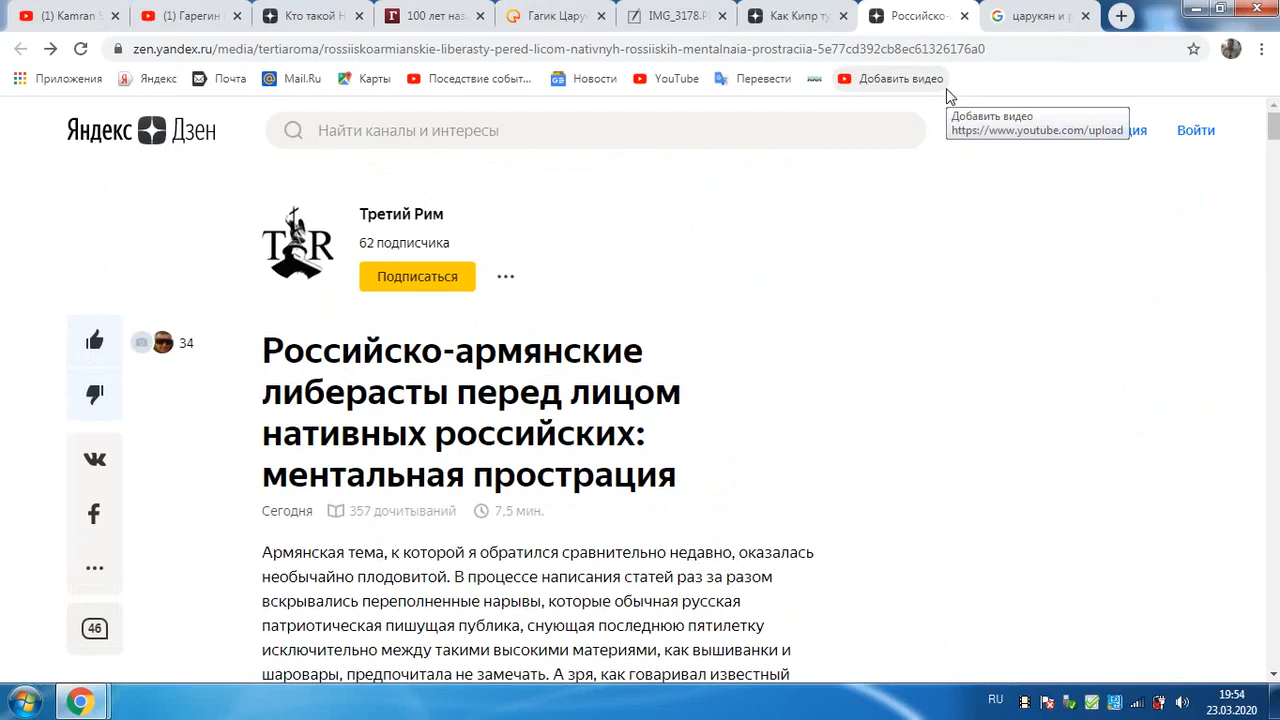 (1) Kamran S
(1) Гарегин
Кто такой Н
100 лет наз
Гагик Цару
IMG_3178.n
Как Кипр ту
Российско-
царукян и р
zen.yandex.ru/media/tertiaroma/rossiiskoarmianskie-liberasty-pered-licom-nativnyh-rossiiskih-mentalnaia-prostraciia-5e77cd392cb8ec61326176a0
Приложения
Яндекс
Почта
Mail.Ru
Карты
Поседствие событ...
Новости
YouTube
Перевести
Добавить видео
Добавить видео
https://www.youtube.com/upload
Яндекс Дзен
Найти каналы и интересы
ция
Войти
TR
Третий Рим
62 подписчика
Подписаться
34
Российско-армянские
либерасты перед лицом
нативных российских:
ментальная прострация
Сегодня 357 дочитываний 7,5 мин.
Армянская тема, к которой я обратился сравнительно недавно, оказалась
необычайно плодовитой. В процессе написания статей раз за разом
вскрывались переполненные нарывы, которые обычная русская
патриотическая пишущая публика, снующая последнюю пятилетку
исключительно между такими высокими материями, как вышиванки и
шаровары, предпочитала не замечать. А зря, как говаривал известный
46
RU
19:54
23.03.2020